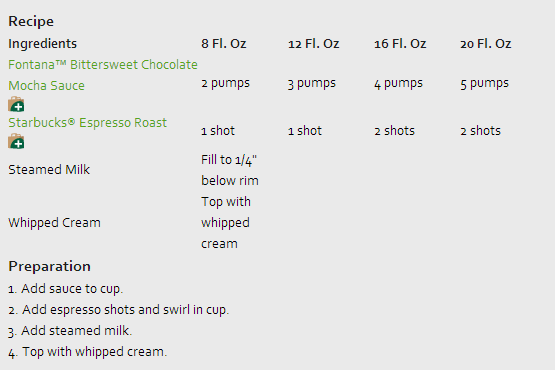 Recipe
Ingredients 8 Fl. Oz 12 Fl. Oz 16 Fl. Oz 20 Fl. Oz
Fontana™ Bittersweet Chocolate
Mocha Sauce 2 pumps 3 pumps 4 pumps 5 pumps
Starbucks® Espresso Roast
1 shot 1 shot 2 shots 2 shots
Steamed Milk Fill to 1/4"
below rim
Whipped Cream Top with
whipped
cream
Preparation
1. Add sauce to cup.
2. Add espresso shots and swirl in cup.
3. Add steamed milk.
4. Top with whipped cream.